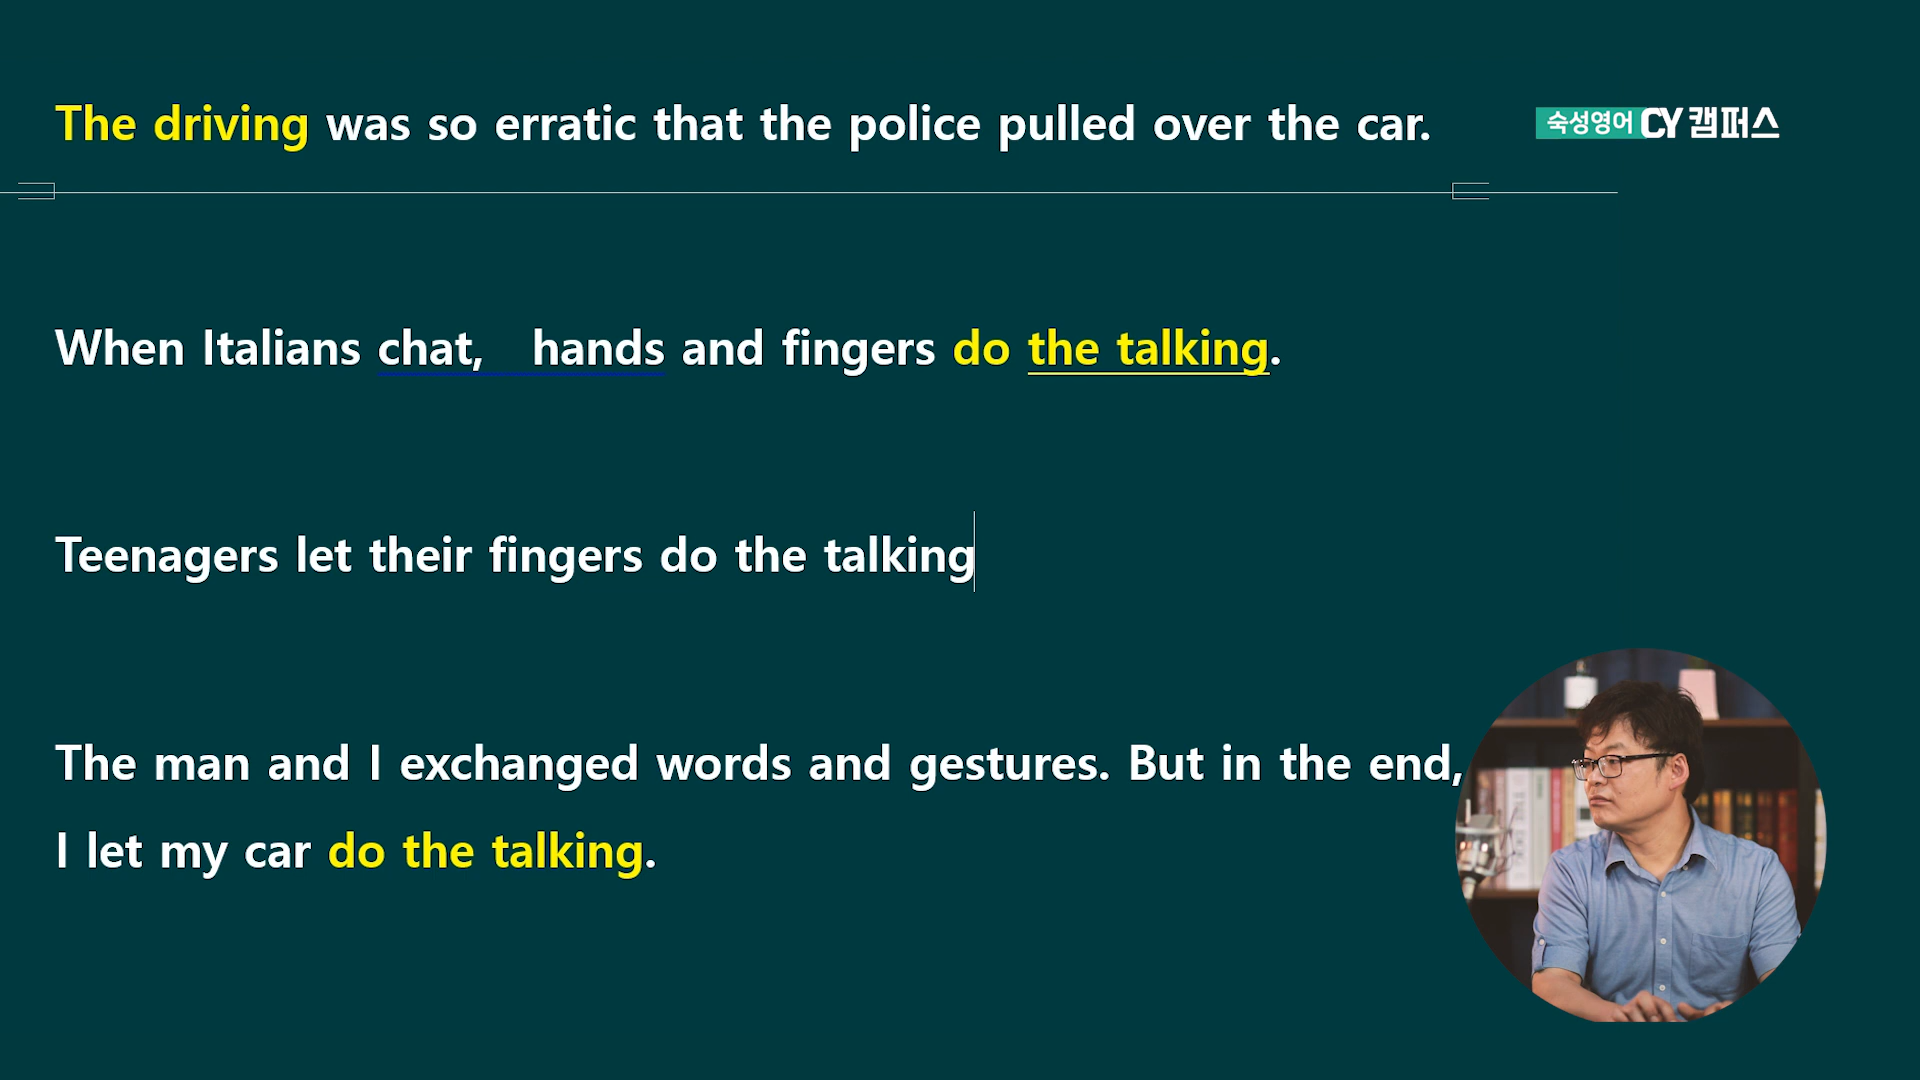 The driving was so erratic that the police pulled over the car.
숙성영어 CY캠퍼스
When Italians chat, hands and fingers do the talking.
Teenagers let their fingers do the talking
The man and I exchanged words and gestures. But in the end,
I let my car do the talking.